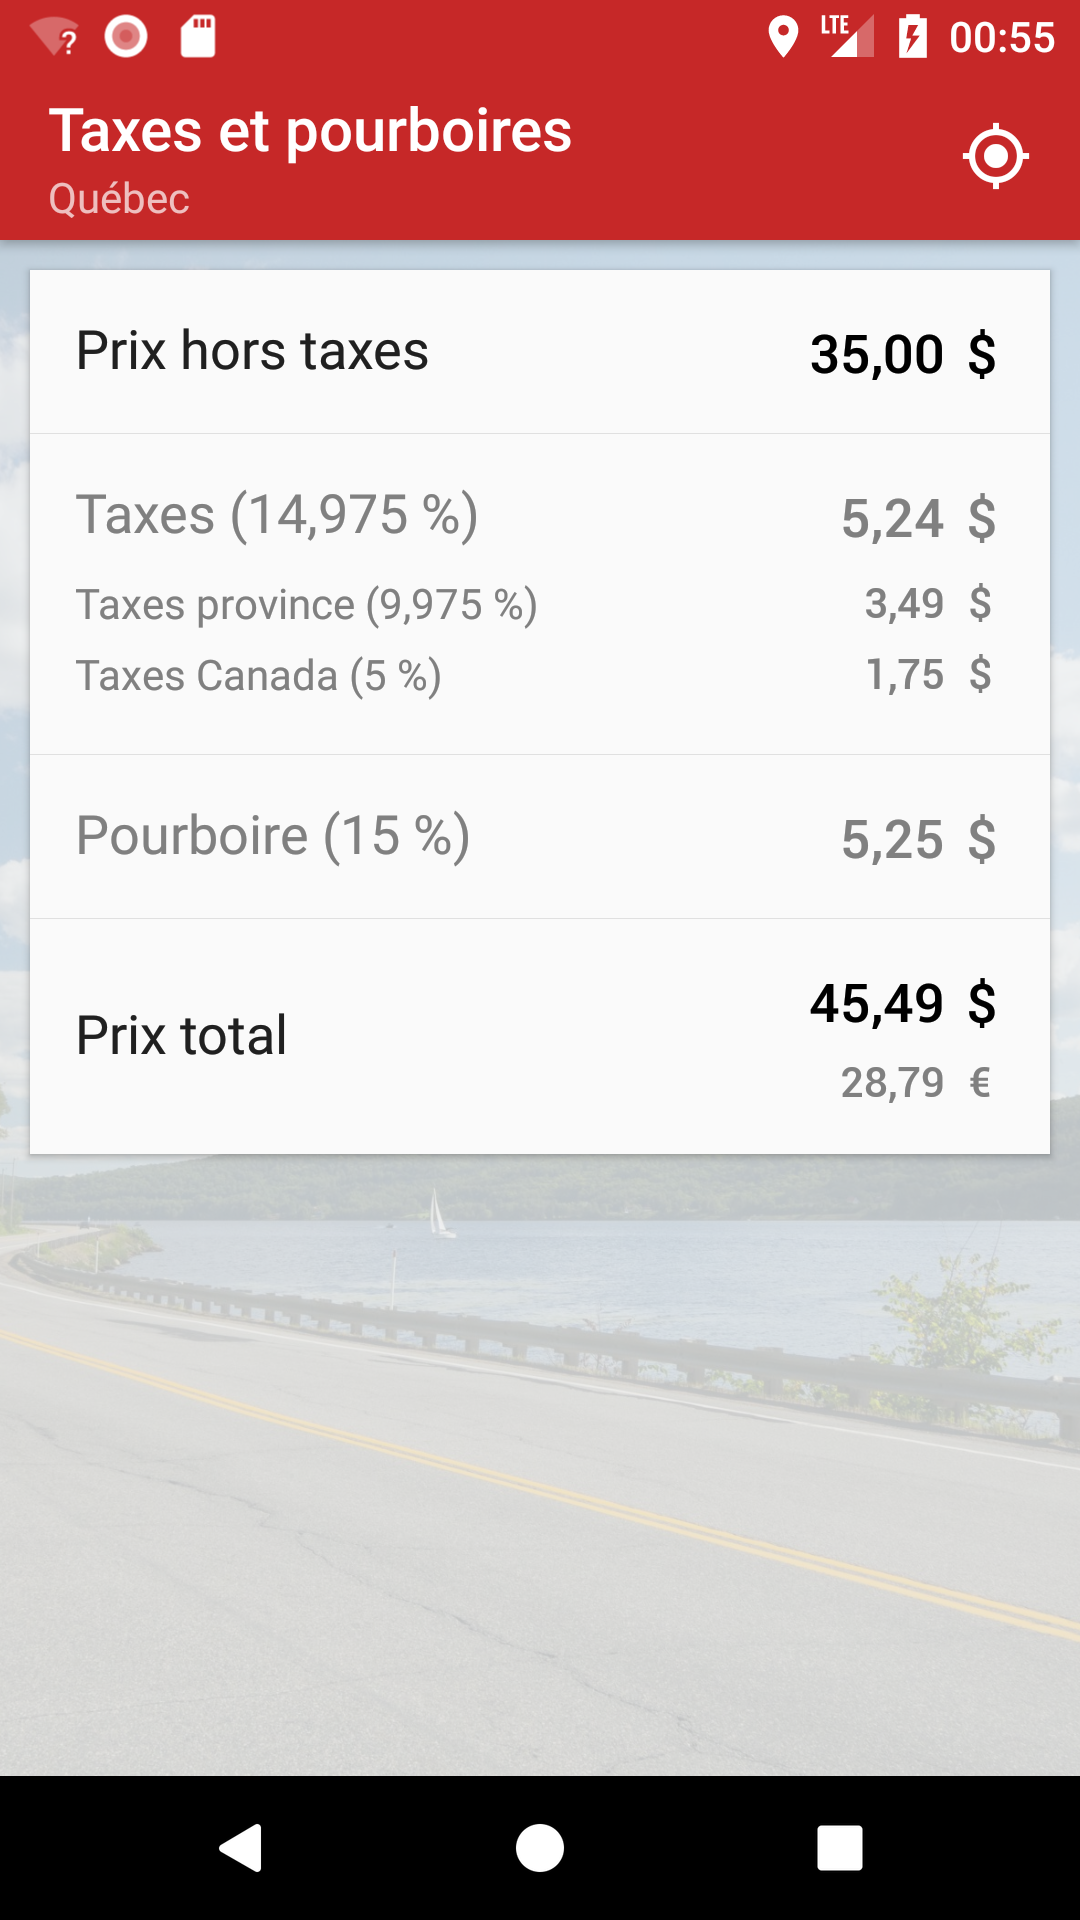 LTE 00:55
Taxes et pourboires
Québec
Prix hors taxes 35,00 $
Taxes (14,975 %) 5,24 $
Taxes province (9,975 %) 3,49 $
Taxes Canada (5 %) 1,75 $
Pourboire (15 %) 5,25 $
Prix total 45,49 $
28,79 €